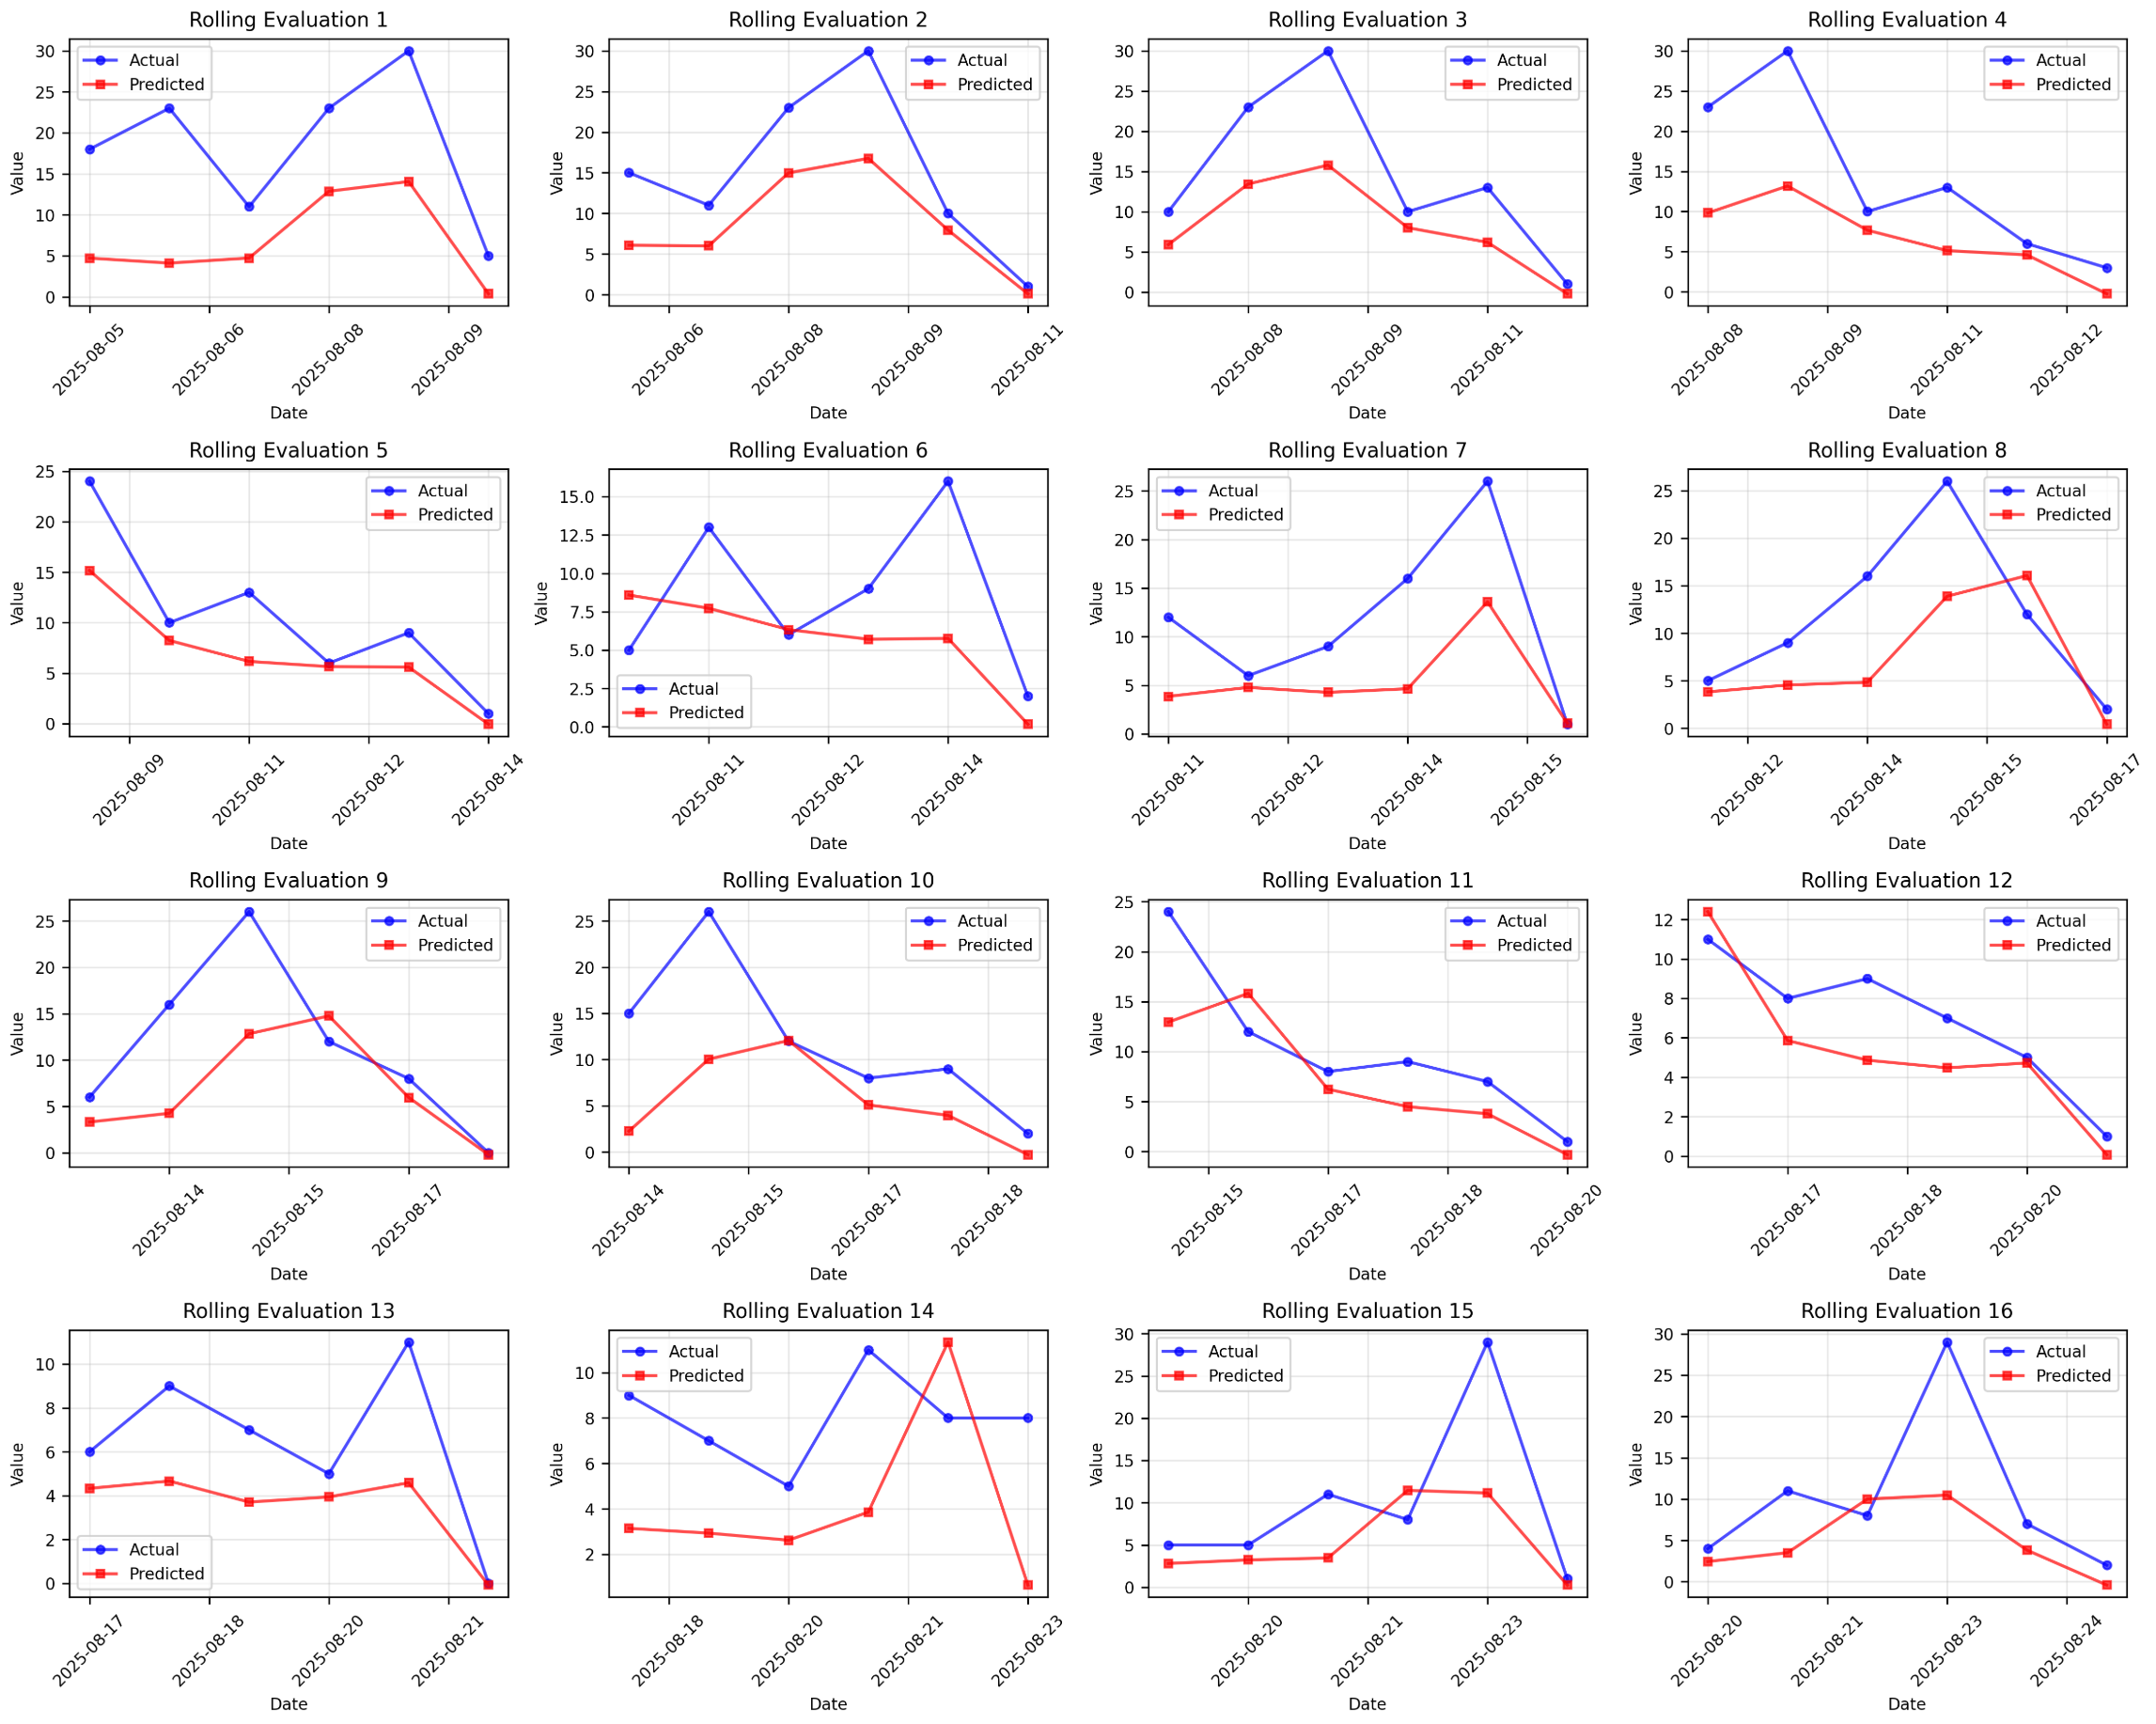 Rolling Evaluation 1
Value
30
25
20
15
10
5
0
Actual
Predicted
2025-08-05
2025-08-06
2025-08-08
2025-08-09
Date
Rolling Evaluation 2
Value
30
25
20
15
10
5
0
Actual
Predicted
2025-08-06
2025-08-08
2025-08-09
2025-08-11
Date
Rolling Evaluation 3
Value
30
25
20
15
10
5
0
Actual
Predicted
2025-08-08
2025-08-09
2025-08-11
Date
Rolling Evaluation 4
Value
30
25
20
15
10
5
0
Actual
Predicted
2025-08-08
2025-08-09
2025-08-11
2025-08-12
Date
Rolling Evaluation 5
Value
25
20
15
10
5
0
Actual
Predicted
2025-08-09
2025-08-11
2025-08-12
2025-08-14
Date
Rolling Evaluation 6
Value
15.0
12.5
10.0
7.5
5.0
2.5
0.0
Actual
Predicted
2025-08-11
2025-08-12
2025-08-14
Date
Rolling Evaluation 7
Value
25
20
15
10
5
0
Actual
Predicted
2025-08-11
2025-08-12
2025-08-14
2025-08-15
Date
Rolling Evaluation 8
Value
25
20
15
10
5
0
Actual
Predicted
2025-08-12
2025-08-14
2025-08-15
2025-08-17
Date
Rolling Evaluation 9
Value
25
20
15
10
5
0
Actual
Predicted
2025-08-14
2025-08-15
2025-08-17
Date
Rolling Evaluation 10
Value
25
20
15
10
5
0
Actual
Predicted
2025-08-14
2025-08-15
2025-08-17
2025-08-18
Date
Rolling Evaluation 11
Value
25
20
15
10
5
0
Actual
Predicted
2025-08-15
2025-08-17
2025-08-18
2025-08-20
Date
Rolling Evaluation 12
Value
12
10
8
6
4
2
0
Actual
Predicted
2025-08-17
2025-08-18
2025-08-20
Date
Rolling Evaluation 13
Value
10
8
6
4
2
0
Actual
Predicted
2025-08-17
2025-08-18
2025-08-20
2025-08-21
Date
Rolling Evaluation 14
Value
10
8
6
4
2
Actual
Predicted
2025-08-18
2025-08-20
2025-08-21
2025-08-23
Date
Rolling Evaluation 15
Value
30
25
20
15
10
5
0
Actual
Predicted
2025-08-20
2025-08-21
2025-08-23
Date
Rolling Evaluation 16
Value
30
25
20
15
10
5
0
Actual
Predicted
2025-08-20
2025-08-21
2025-08-23
2025-08-24
Date